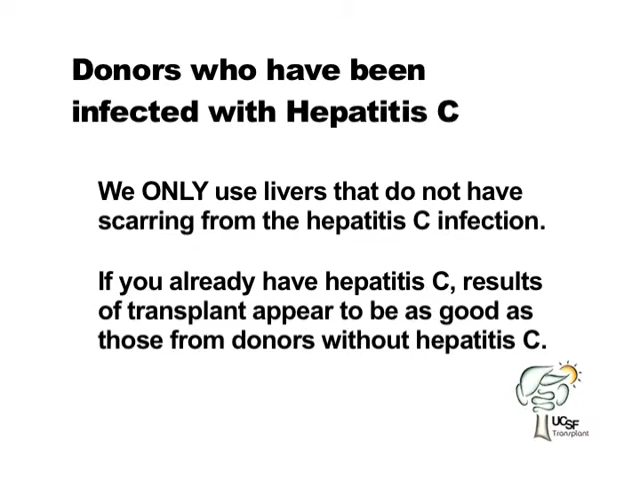 Donors who have been
infected with Hepatitis C
We ONLY use livers that do not have
scarring from the hepatitis C infection.
If you already have hepatitis C, results
of transplant appear to be as good as
those from donors without hepatitis C.
UCSF
Transplant